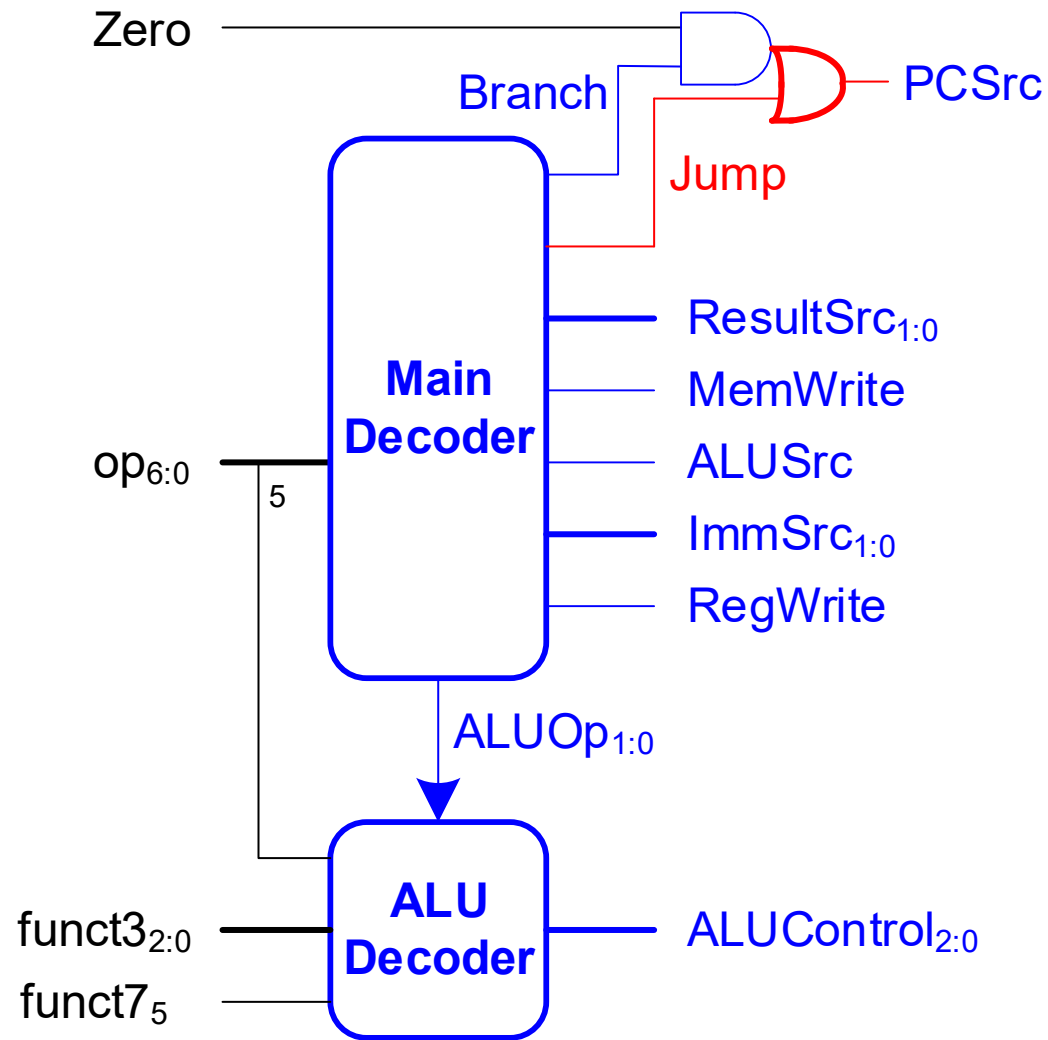 Zero
Branch
PCSrc
Jump
ResultSrc1:0
Main
Decoder
MemWrite
op6:0
5
ALUSrc
ImmSrc1:0
RegWrite
ALUOp1:0
ALU
Decoder
funct32:0
ALUControl2:0
funct75